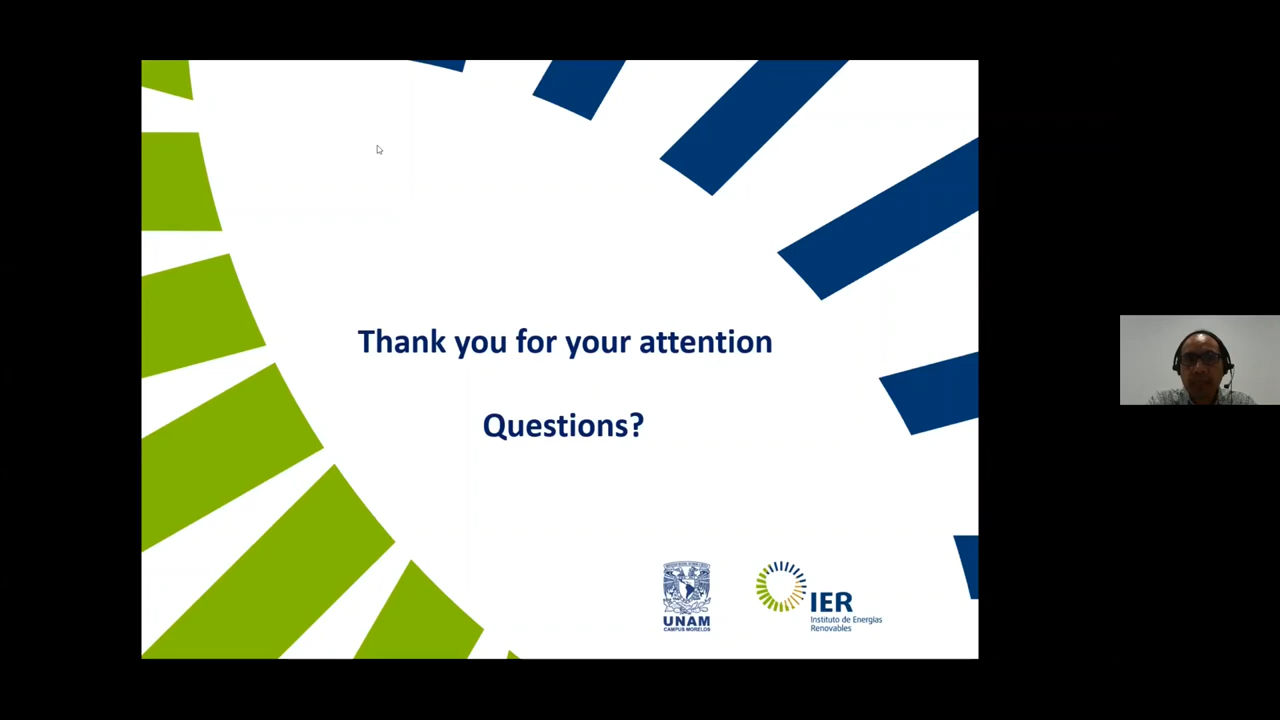 Thank you for your attention
Questions?
UNAM
CAMPUS MORELOS
IER
Instituto de Energías
Renovables